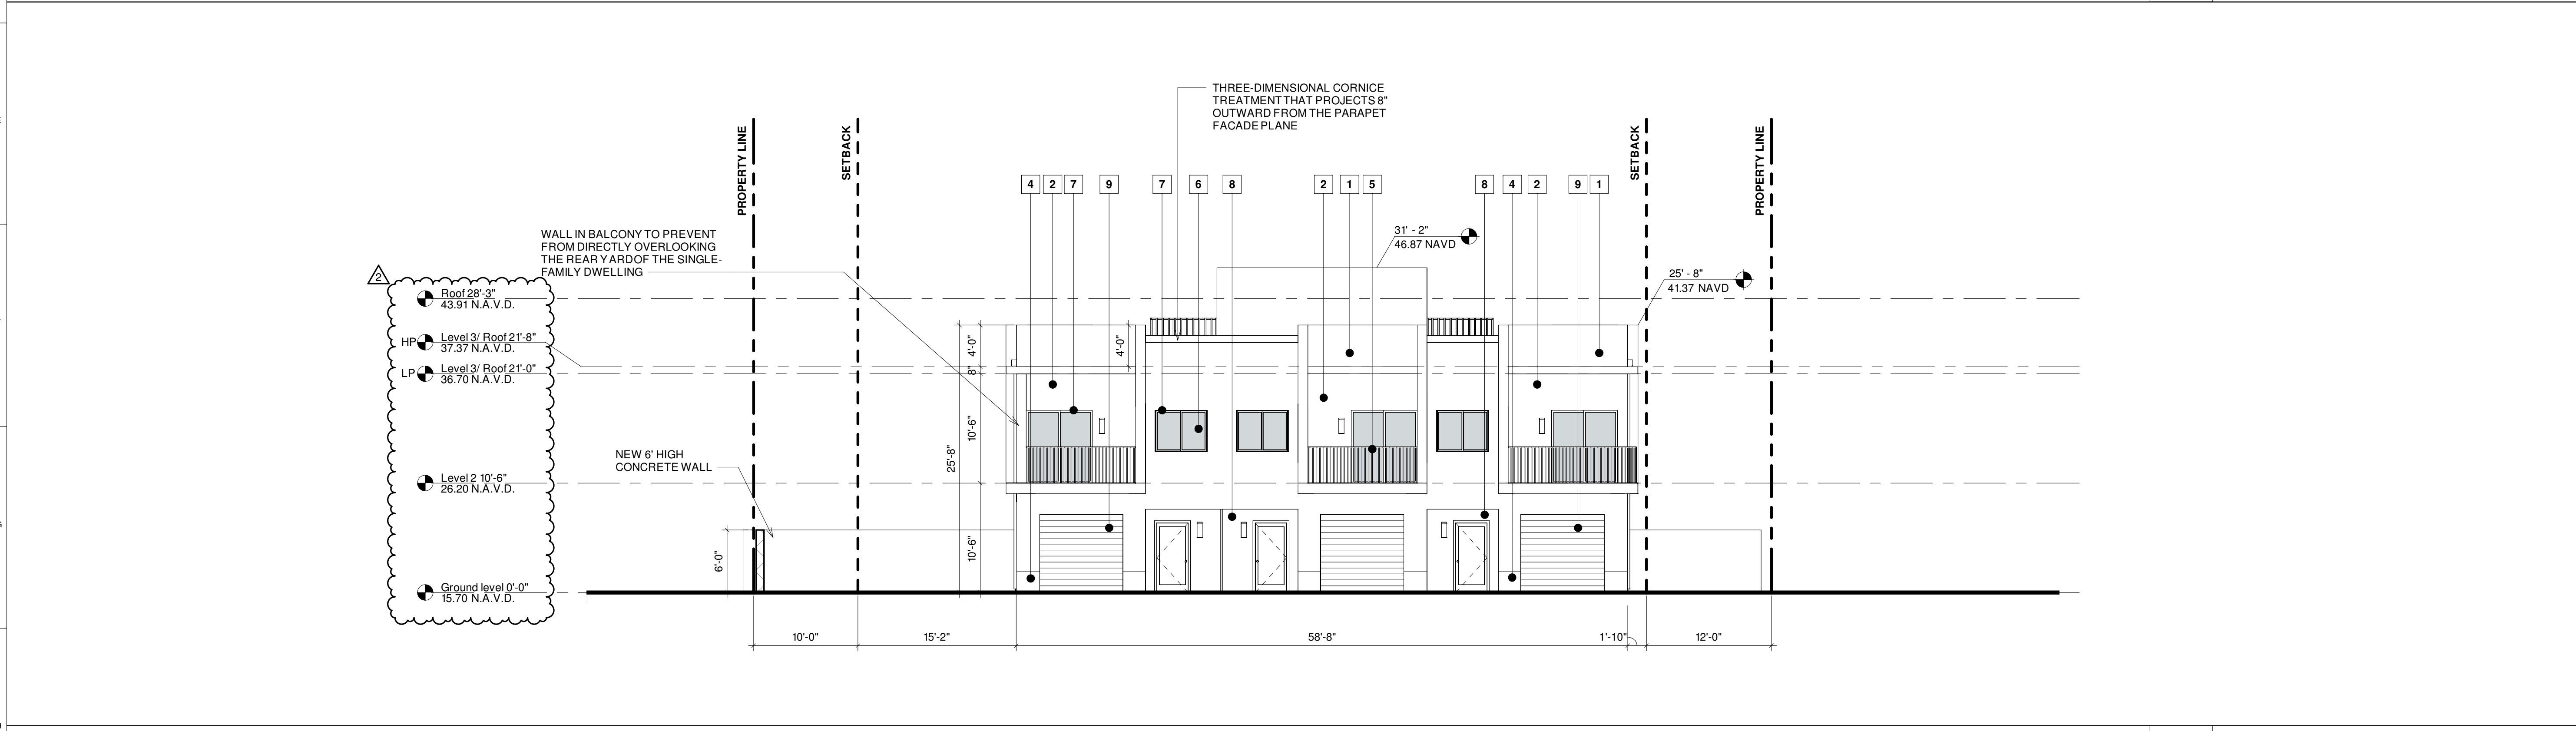 THREE-DIMENSIONAL CORNICE
TREATMENT THAT PROJECTS 8"
OUTWARD FROM THE PARAPET
FACADE PLANE
PROPERTY LINE
SETBACK
SETBACK
PROPERTY LINE
4 2 7 9 7 6 8 2 1 5 8 4 2 9 1
WALL IN BALCONY TO PREVENT
FROM DIRECTLY OVERLOOKING
THE REAR YARD OF THE SINGLE-
FAMILY DWELLING
31' - 2"
46.87 NAVD
25' - 8"
41.37 NAVD
2
Roof 28'-3"
43.91 N.A.V.D.
HP
Level 3/ Roof 21'-8"
37.37 N.A.V.D.
LP
Level 3/ Roof 21'-0"
36.70 N.A.V.D.
Level 2 10'-6"
26.20 N.A.V.D.
Ground level 0'-0"
15.70 N.A.V.D.
4'-0"
4'-0"
8"
10'-6"
25'-8"
10'-6"
NEW 6' HIGH
CONCRETE WALL
6'-0"
10'-0" 15'-2" 58'-8" 1'-10" 12'-0"